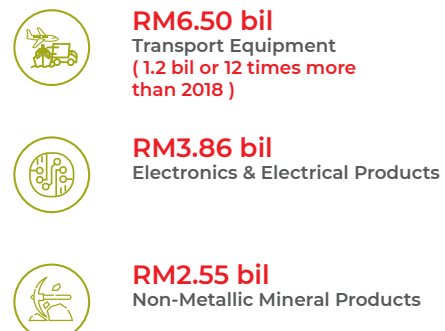 RM6.50 bil
Transport Equipment
( 1.2 bil or 12 times more
than 2018 )
RM3.86 bil
Electronics & Electrical Products
RM2.55 bil
Non-Metallic Mineral Products